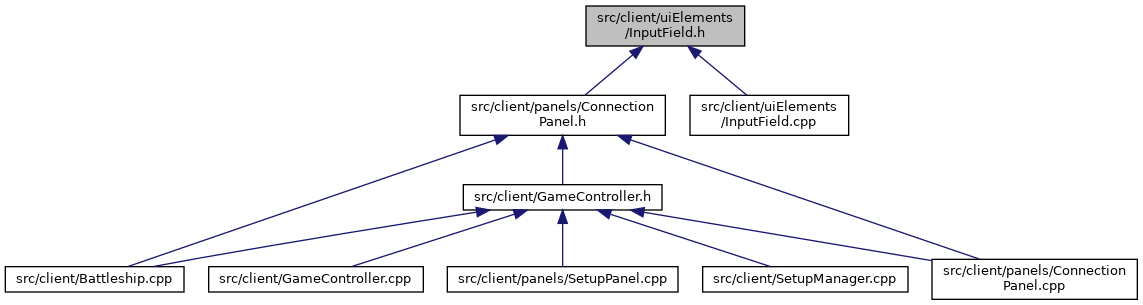 src/client/uiElements
/InputField.h
src/client/panels/Connection
Panel.h
src/client/uiElements
/InputField.cpp
src/client/GameController.h
src/client/Battleship.cpp
src/client/GameController.cpp
src/client/panels/SetupPanel.cpp
src/client/SetupManager.cpp
src/client/panels/Connection
Panel.cpp